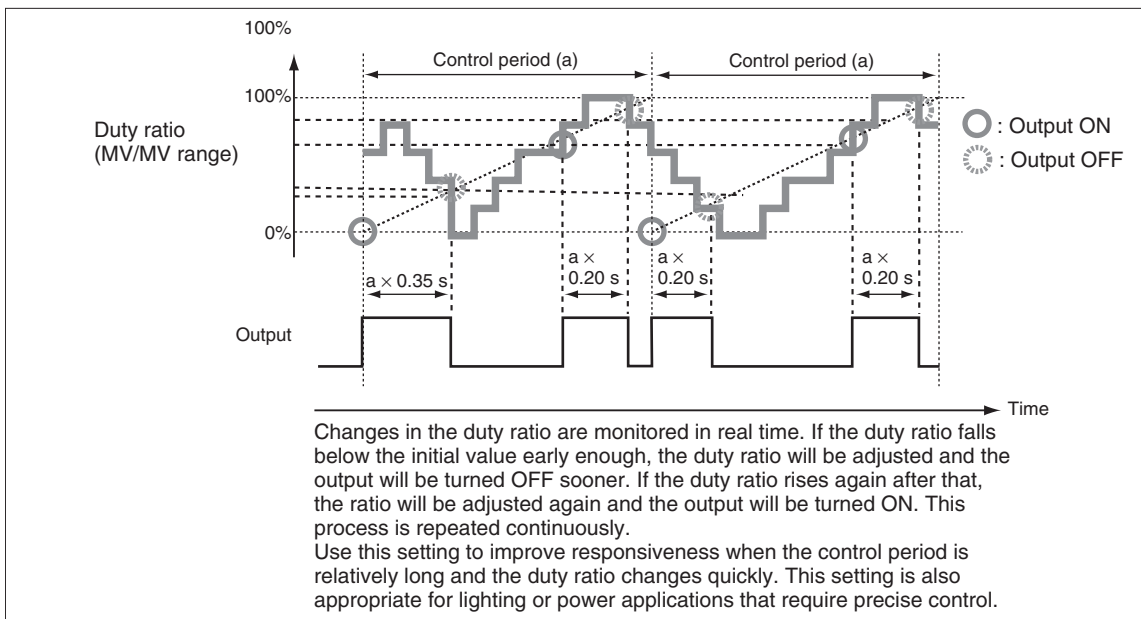 100%
Control period (a)
Control period (a)
100%
Duty ratio
(MV/MV range)
: Output ON
: Output OFF
0%
a × 0.35 s
a ×
0.20 s
a ×
0.20 s
a ×
0.20 s
Output
Time
Changes in the duty ratio are monitored in real time. If the duty ratio falls
below the initial value early enough, the duty ratio will be adjusted and the
output will be turned OFF sooner. If the duty ratio rises again after that,
the ratio will be adjusted again and the output will be turned ON. This
process is repeated continuously.
Use this setting to improve responsiveness when the control period is
relatively long and the duty ratio changes quickly. This setting is also
appropriate for lighting or power applications that require precise control.